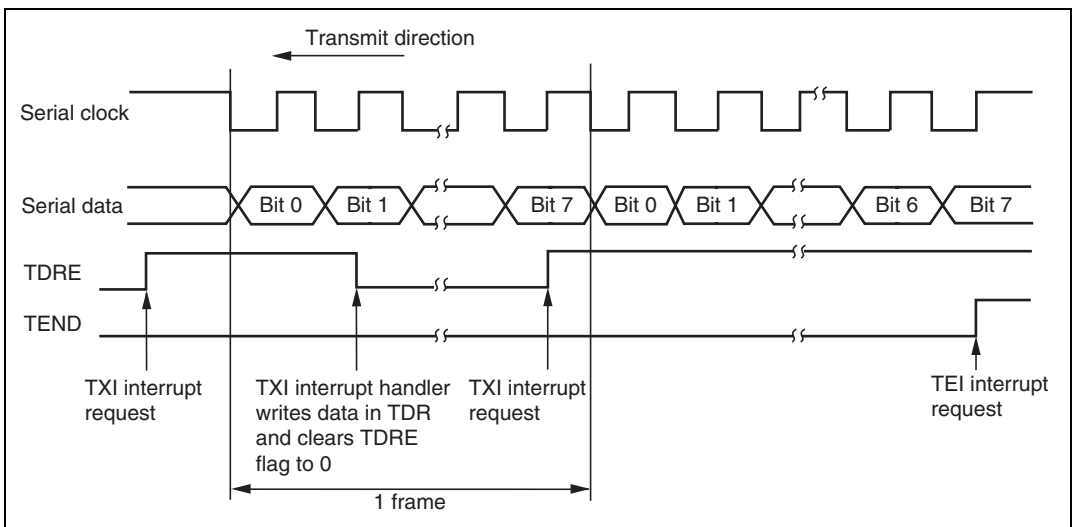 Transmit direction
Serial clock
Serial data
Bit 0
Bit 1
Bit 7
Bit 0
Bit 1
Bit 6
Bit 7
TDRE
TEND
TXI interrupt
request
TXI interrupt handler
writes data in TDR
and clears TDRE
flag to 0
TXI interrupt
request
TEI interrupt
request
1 frame